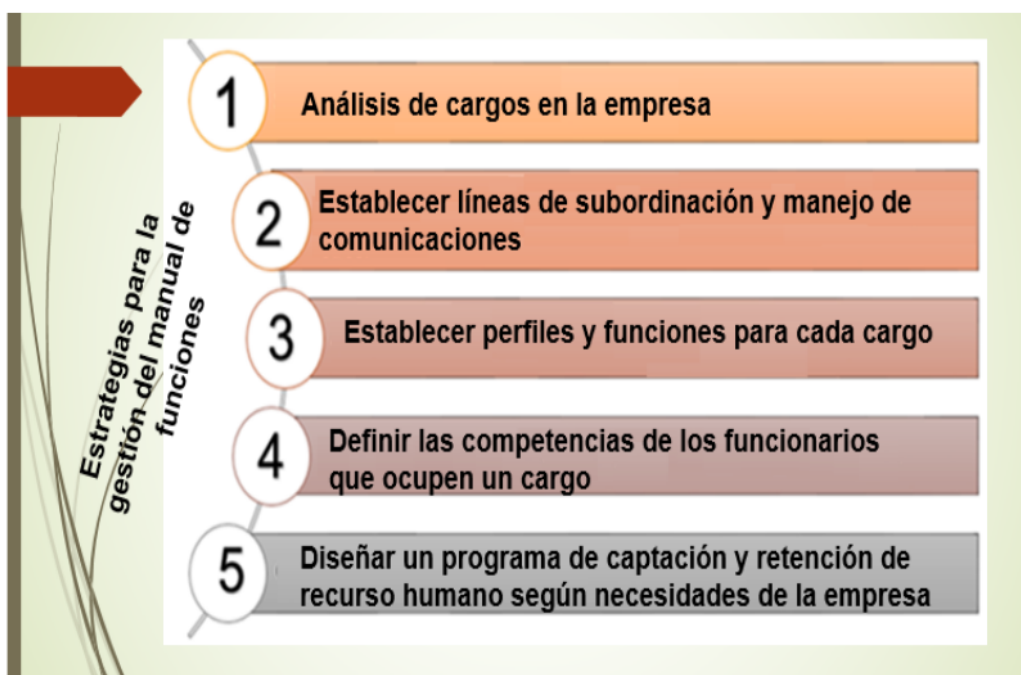 Estrategias para la
gestión del manual de
funciones
1
Análisis de cargos en la empresa
2
Establecer líneas de subordinación y manejo de
comunicaciones
3
Establecer perfiles y funciones para cada cargo
4
Definir las competencias de los funcionarios
que ocupen un cargo
5
Diseñar un programa de captación y retención de
recurso humano según necesidades de la empresa